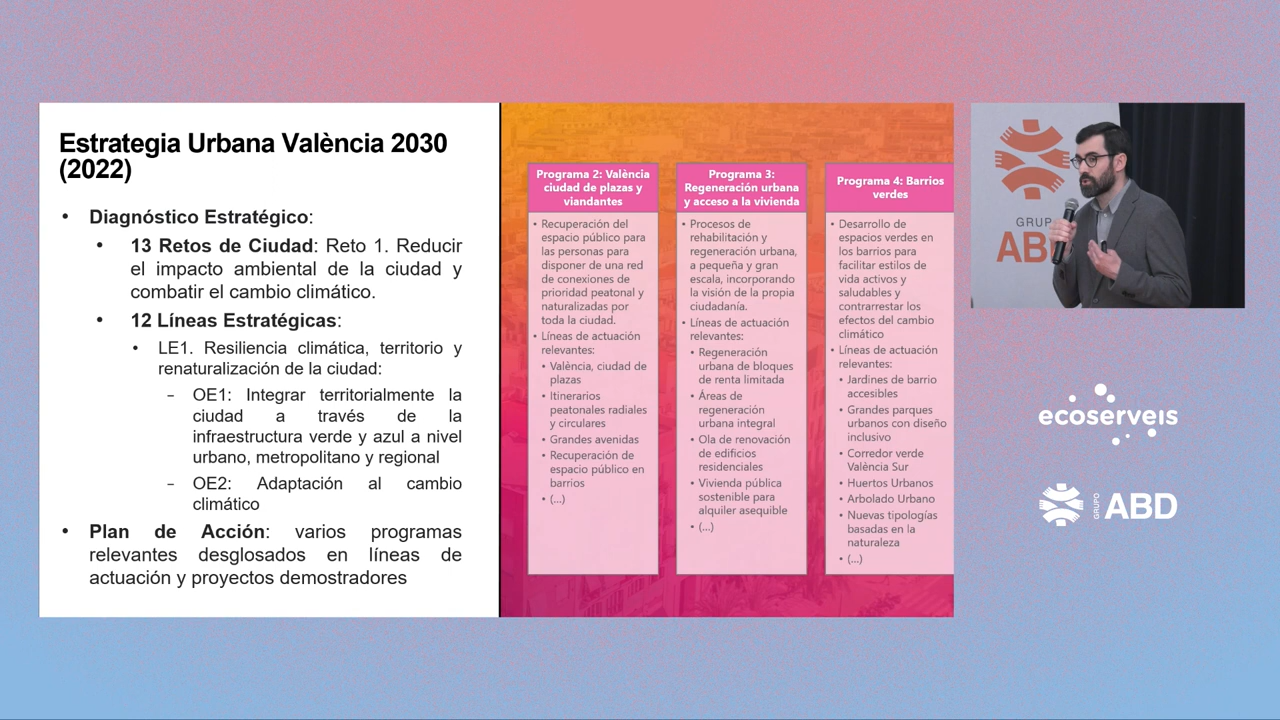 Estrategia Urbana València 2030
(2022)
• Diagnóstico Estratégico:
• 13 Retos de Ciudad: Reto 1. Reducir
el impacto ambiental de la ciudad y
combatir el cambio climático.
• 12 Líneas Estratégicas:
• LE1. Resiliencia climática, territorio y
renaturalización de la ciudad:
– OE1: Integrar territorialmente la
ciudad a través de la
infraestructura verde y azul a nivel
urbano, metropolitano y regional
– OE2: Adaptación al cambio
climático
• Plan de Acción: varios programas
relevantes desglosados en líneas de
actuación y proyectos demostradores
Programa 2: València
ciudad de plazas y
viandantes
• Recuperación del
espacio público para
las personas para
disponer de una red
de conexiones de
prioridad peatonal y
naturalizadas por
toda la ciudad.
• Líneas de actuación
relevantes:
• València, ciudad de
plazas
• Itinerarios
peatonales radiales
y circulares
• Grandes avenidas
• Recuperación de
espacio público en
barrios
• (...)
Programa 3:
Regeneración urbana
y acceso a la vivienda
• Procesos de
rehabilitación y
regeneración urbana,
a pequeña y gran
escala, incorporando
la visión de la propia
ciudadanía.
• Líneas de actuación
relevantes:
• Regeneración
urbana de bloques
de renta limitada
• Áreas de
regeneración
urbana integral
• Ola de renovación
de edificios
residenciales
• Vivienda pública
sostenible para
alquiler asequible
• (...)
Programa 4: Barrios
verdes
• Desarrollo de
espacios verdes en
los barrios para
facilitar estilos de
vida activos y
saludables y
contrarrestar los
efectos del cambio
climático
• Líneas de actuación
relevantes:
• Jardines de barrio
accesibles
• Grandes parques
urbanos con diseño
inclusivo
• Corredor verde
València Sur
• Huertos Urbanos
• Arbolado Urbano
• Nuevas tipologías
basadas en la
naturaleza
• (...)
GRUP
AB
ecoserveis
GRUPO
ABD